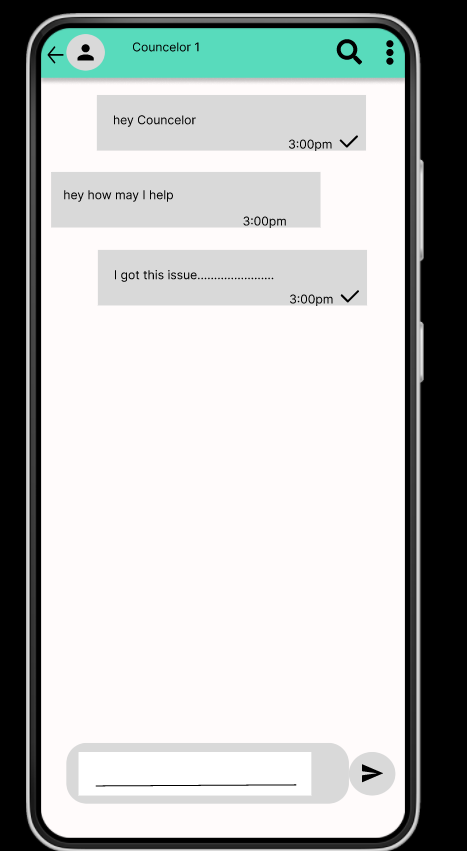 Councelor 1
hey Councelor
3:00pm
hey how may I help
3:00pm
I got this issue.......................
3:00pm